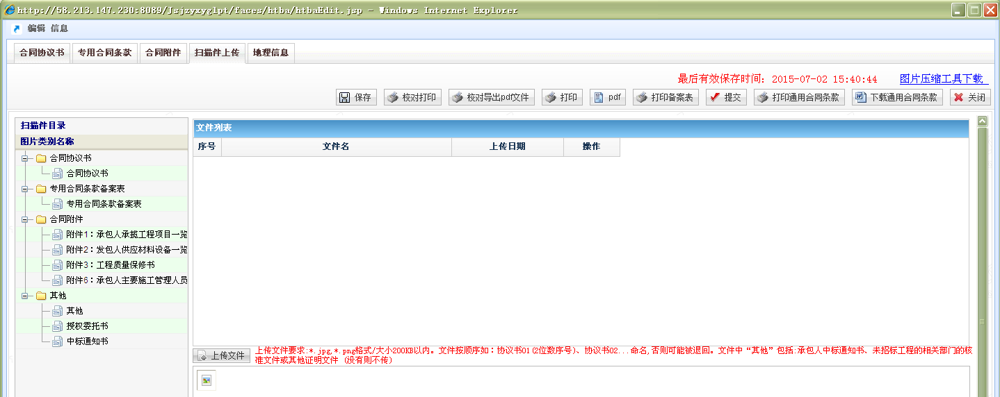 http://58.213.147.230:8089/Jsjzyxyglpt/faces/htba/htbaEdit.jsp - Windows Internet Explorer
编辑 信息
合同协议书 专用合同条款 合同附件 扫描件上传 地理信息
最后有效保存时间: 2015-07-02 15:40:44 图片压缩工具下载
保存 校对打印 校对导出pdf文件 打印 pdf 打印备案表 提交 打印通用合同条款 下载通用合同条款 关闭
扫描件目录
图片类别名称
合同协议书
合同协议书
专用合同条款备案表
专用合同条款备案表
合同附件
附件1：承包人承揽工程项目一览
附件2：发包人供应材料设备一览
附件3：工程质量保修书
附件6：承包人主要施工管理人员
其他
其他
授权委托书
中标通知书
文件列表
序号 文件名 上传日期 操作
上传文件
上传文件要求:*.jpg,*.png格式/大小200KB以内。文件按顺序如：协议书01(2位数序号)、协议书02...命名,否则可能被退回。文件中“其他”包括:承包人中标通知书、未招标工程的相关部门的核
准文件或其他证明文件 (没有则不传)